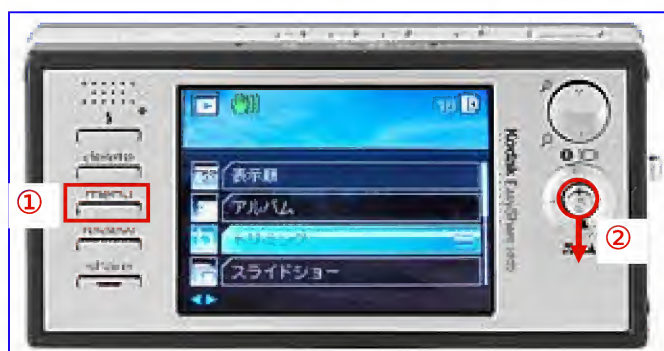 delete
①
menu
review
share
表示順
アルバム
トリミング
スライドショー
Kodak EasyShare
②